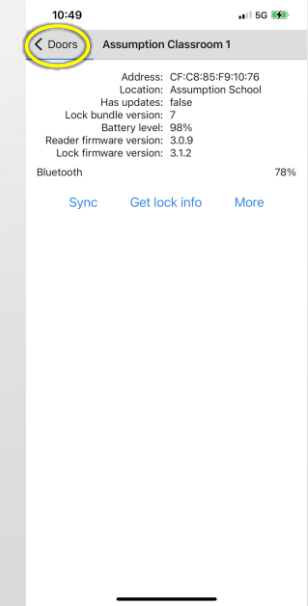 10:49 5G
Doors Assumption Classroom 1
Address: CF:C8:85:F9:10:76
Location: Assumption School
Has updates: false
Lock bundle version: 7
Battery level: 98%
Reader firmware version: 3.0.9
Lock firmware version: 3.1.2
Bluetooth 78%
Sync Get lock info More